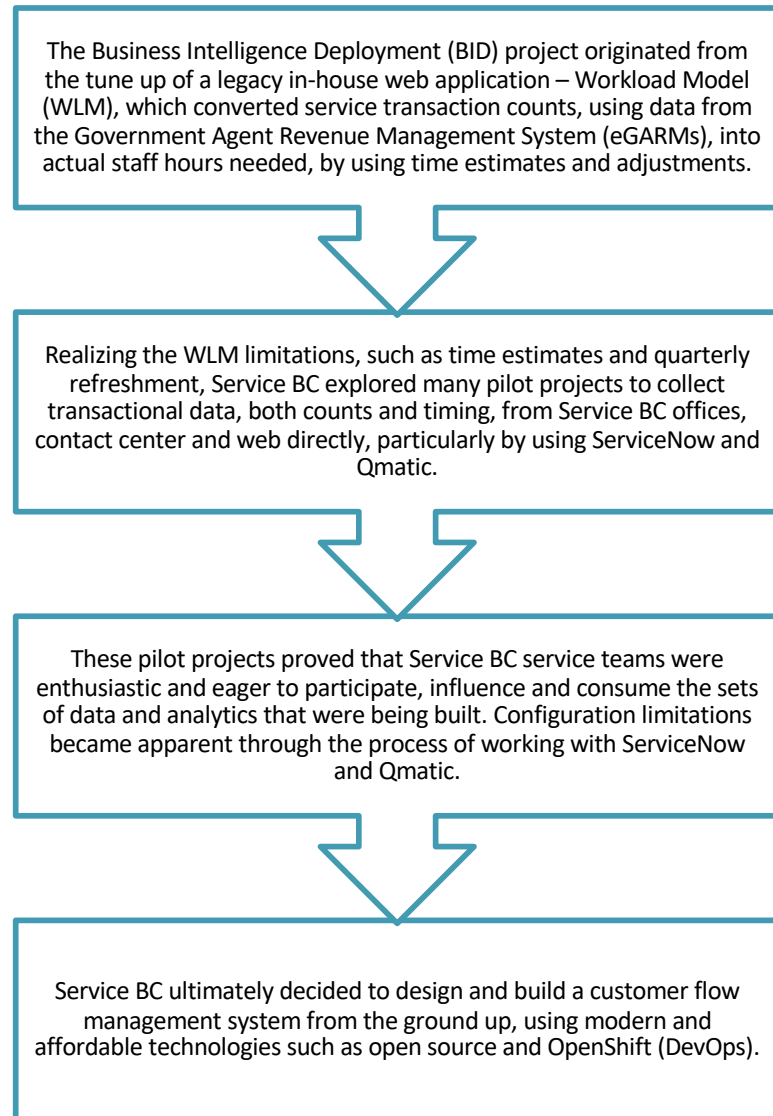 The Business Intelligence Deployment (BID) project originated from
the tune up of a legacy in-house web application – Workload Model
(WLM), which converted service transaction counts, using data from
the Government Agent Revenue Management System (eGARMs), into
actual staff hours needed, by using time estimates and adjustments.
Realizing the WLM limitations, such as time estimates and quarterly
refreshment, Service BC explored many pilot projects to collect
transactional data, both counts and timing, from Service BC offices,
contact center and web directly, particularly by using ServiceNow and
Qmatic.
These pilot projects proved that Service BC service teams were
enthusiastic and eager to participate, influence and consume the sets
of data and analytics that were being built. Configuration limitations
became apparent through the process of working with ServiceNow
and Qmatic.
Service BC ultimately decided to design and build a customer flow
management system from the ground up, using modern and
affordable technologies such as open source and OpenShift (DevOps).